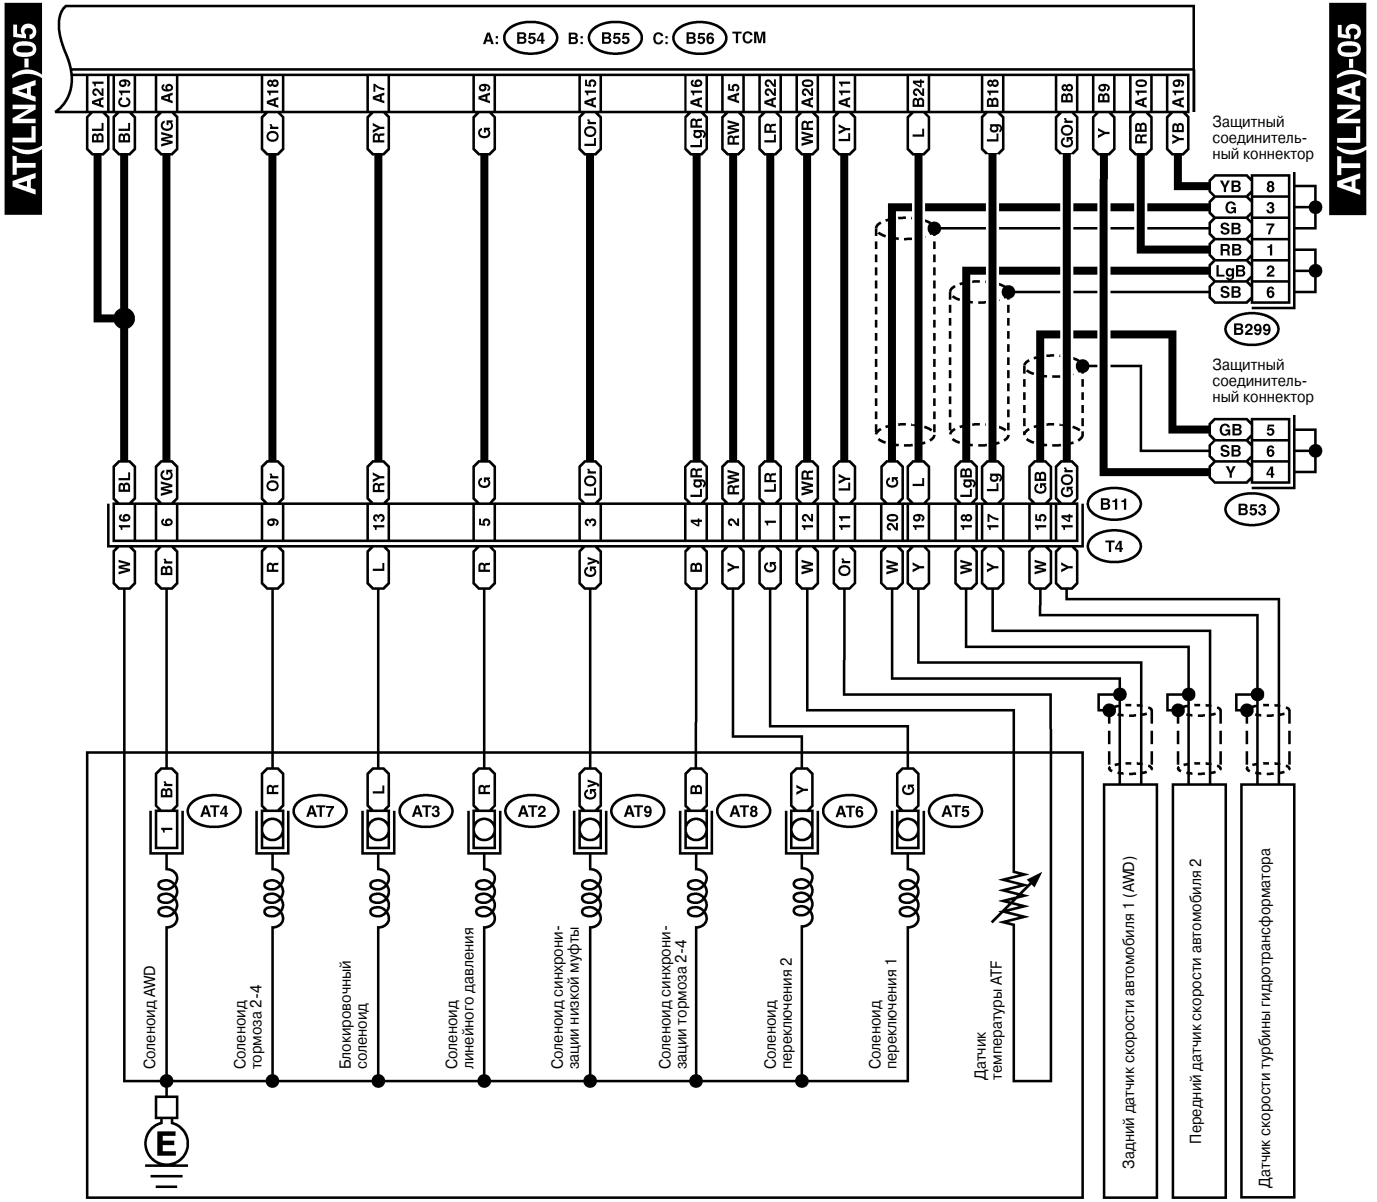 AT(LNA)-05
A: B54 B: B55 C: B56 TCM
AT(LNA)-05
A21 C19 A6 A18 A7 A9 A15 A16 A5 A22 A20 A11 B24 B18 B8 B9 A10 A19
BL BL WG Or RY G LOr LgR RW LR WR LY L Lg GOr Y RB YB
Защитный
соединитель-
ный коннектор
YB 8
G 3
SB 7
RB 1
LgB 2
SB 6
B299
Защитный
соединитель-
ный коннектор
GB 5
SB 6
Y 4
B53
BL WG Or RY G LOr LgR RW LR WR LY G L LgB Lg GB GOr
16 6 9 13 5 3 4 2 1 12 11 20 19 18 17 15 14
B11
T4
W Br R L R Gy B Y G W Or W Y W Y W Y
Br R L R Gy B Y G
1
AT4 AT7 AT3 AT2 AT9 AT8 AT6 AT5
Соленоид AWD
Соленоид
тормоза 2-4
Блокировочный
соленоид
Соленоид
линейного давления
Соленоид синхрони-
зации низкой муфты
Соленоид синхрони-
зации тормоза 2-4
Соленоид
переключения 2
Соленоид
переключения 1
Датчик
температуры ATF
Задний датчик скорости автомобиля 1 (AWD)
Передний датчик скорости автомобиля 2
Датчик скорости турбины гидротрансформатора
E